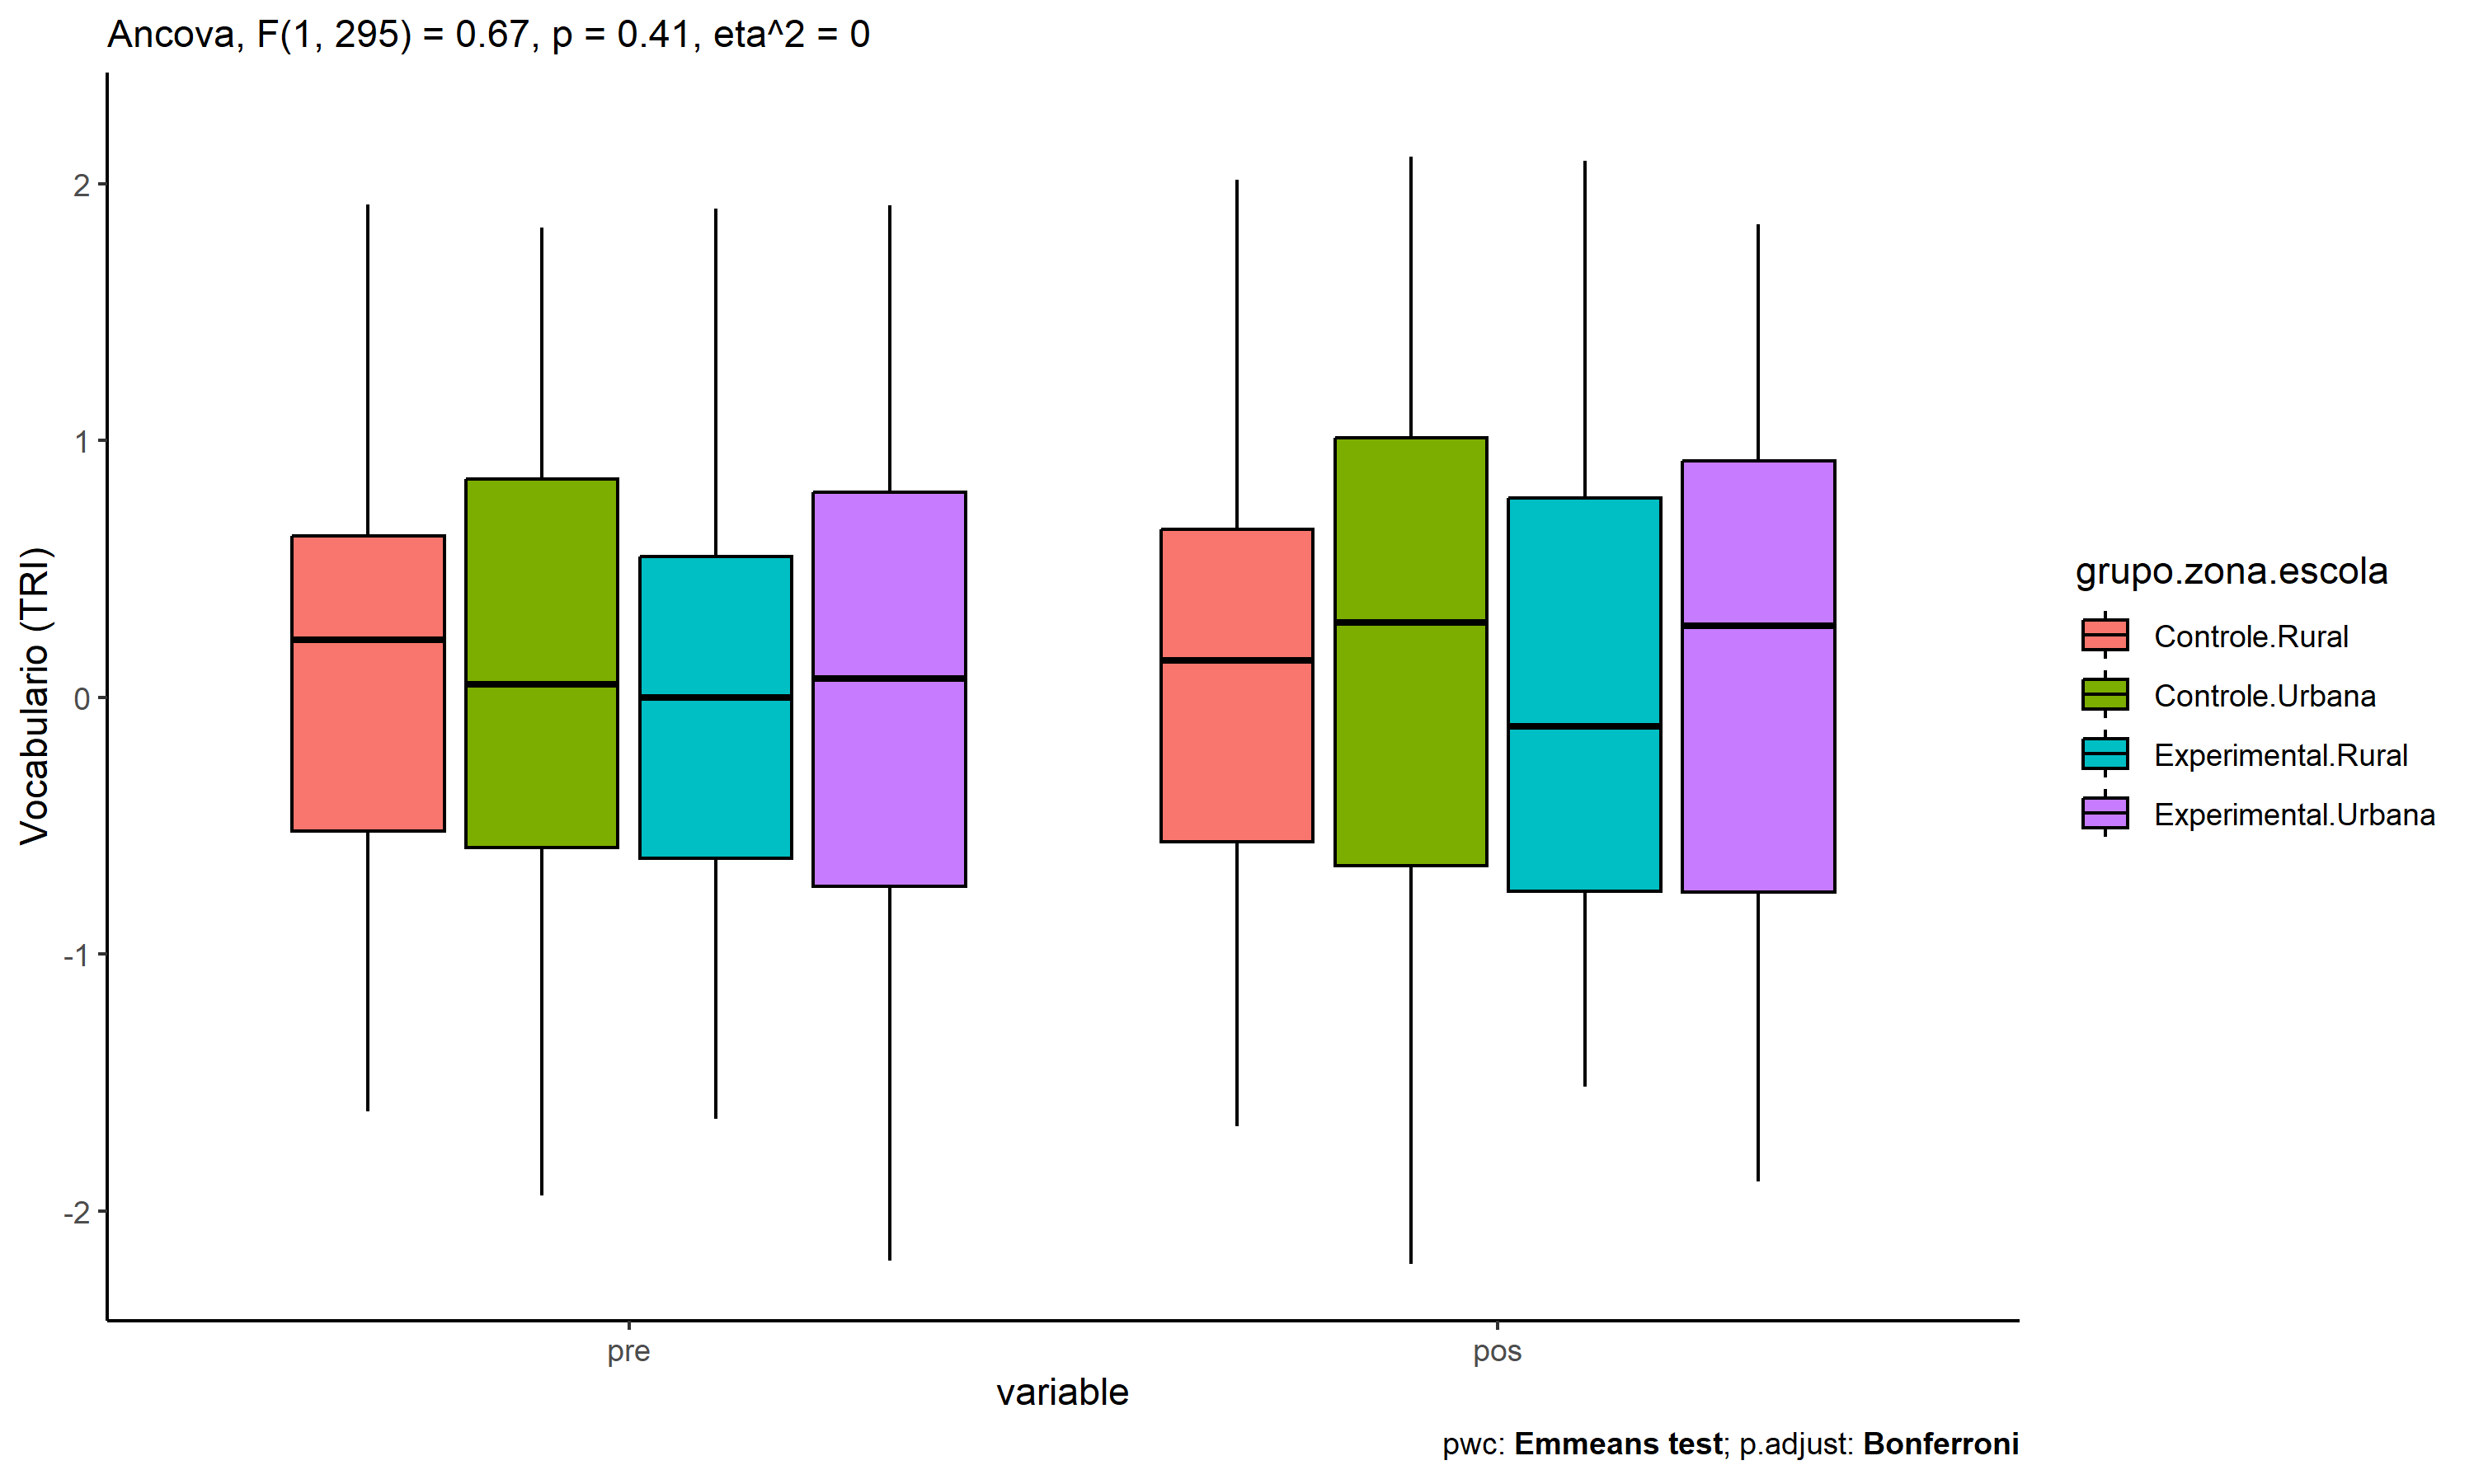 Ancova, F(1, 295) = 0.67, p = 0.41, eta^2 = 0
Vocabulario (TRI)
2
1
0
-1
-2
pre
pos
variable
grupo.zona.escola
Controle.Rural
Controle.Urbana
Experimental.Rural
Experimental.Urbana
pwc: Emmeans test; p.adjust: Bonferroni